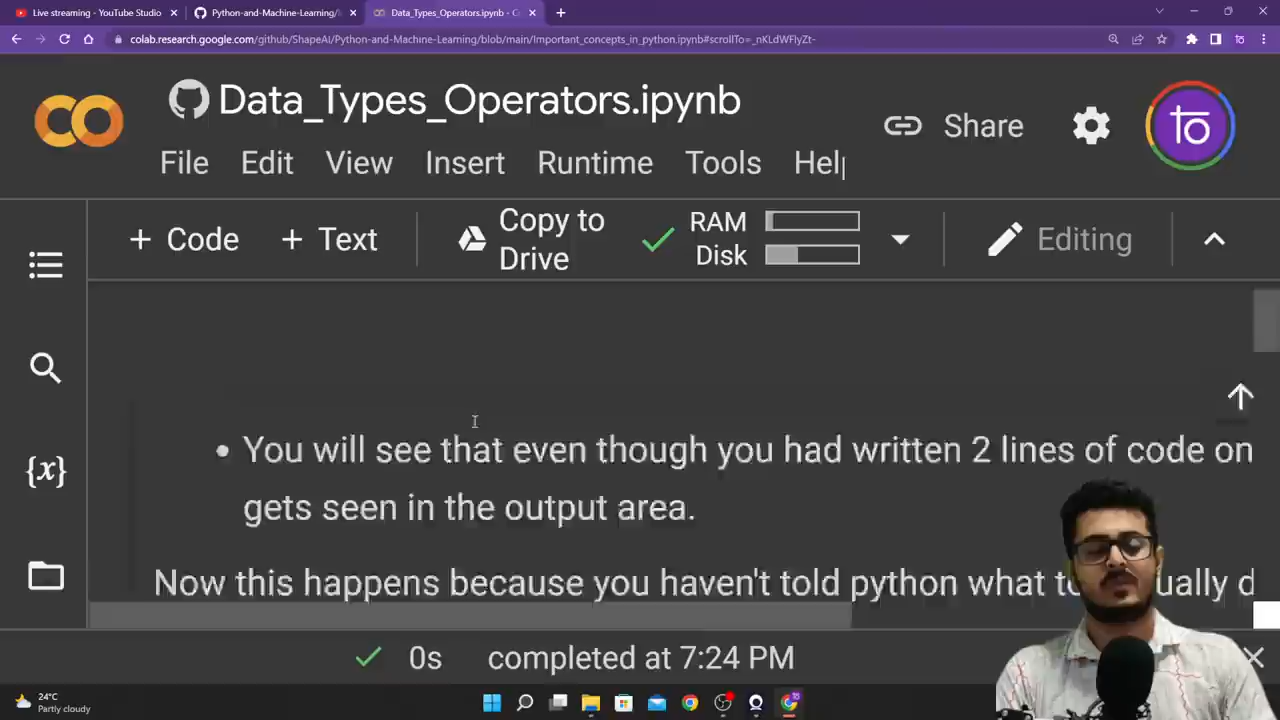 Live streaming - YouTube Studio
Python-and-Machine-Learning/
Data_Types_Operators.ipynb - C
colab.research.google.com/github/ShapeAI/Python-and-Machine-Learning/blob/main/Important_concepts_in_python.ipynb#scrollTo=_nKLdWFIyZt-
Data_Types_Operators.ipynb
Share
to
File Edit View Insert Runtime Tools Help
+ Code + Text
Copy to
Drive
RAM
Disk
Editing
{x}
• You will see that even though you had written 2 lines of code on
gets seen in the output area.
Now this happens because you haven't told python what
0s completed at 7:24 PM
24°C
Partly cloudy